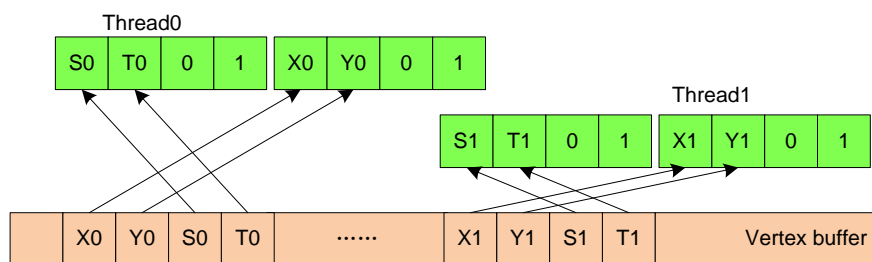 Thread0
S0 T0 0 1 X0 Y0 0 1
Thread1
S1 T1 0 1 X1 Y1 0 1
X0 Y0 S0 T0 ...... X1 Y1 S1 T1 Vertex buffer